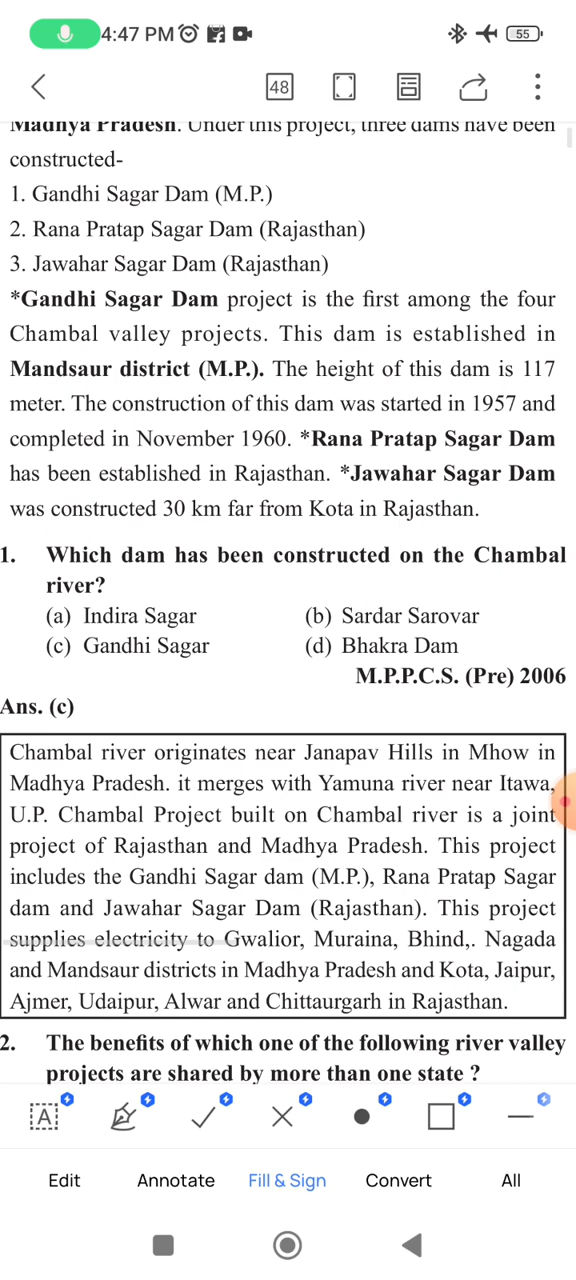 4:47 PM
55
48
Madhya Pradesh. Under this project, three dams have been
constructed-
1. Gandhi Sagar Dam (M.P.)
2. Rana Pratap Sagar Dam (Rajasthan)
3. Jawahar Sagar Dam (Rajasthan)
*Gandhi Sagar Dam project is the first among the four
Chambal valley projects. This dam is established in
Mandsaur district (M.P.). The height of this dam is 117
meter. The construction of this dam was started in 1957 and
completed in November 1960. *Rana Pratap Sagar Dam
has been established in Rajasthan. *Jawahar Sagar Dam
was constructed 30 km far from Kota in Rajasthan.
1. Which dam has been constructed on the Chambal
river?
(a) Indira Sagar (b) Sardar Sarovar
(c) Gandhi Sagar (d) Bhakra Dam
M.P.P.C.S. (Pre) 2006
Ans. (c)
Chambal river originates near Janapav Hills in Mhow in
Madhya Pradesh. it merges with Yamuna river near Itawa,
U.P. Chambal Project built on Chambal river is a joint
project of Rajasthan and Madhya Pradesh. This project
includes the Gandhi Sagar dam (M.P.), Rana Pratap Sagar
dam and Jawahar Sagar Dam (Rajasthan). This project
supplies electricity to Gwalior, Muraina, Bhind,. Nagada
and Mandsaur districts in Madhya Pradesh and Kota, Jaipur,
Ajmer, Udaipur, Alwar and Chittaurgarh in Rajasthan.
2. The benefits of which one of the following river valley
projects are shared by more than one state ?
A
Edit Annotate Fill & Sign Convert All